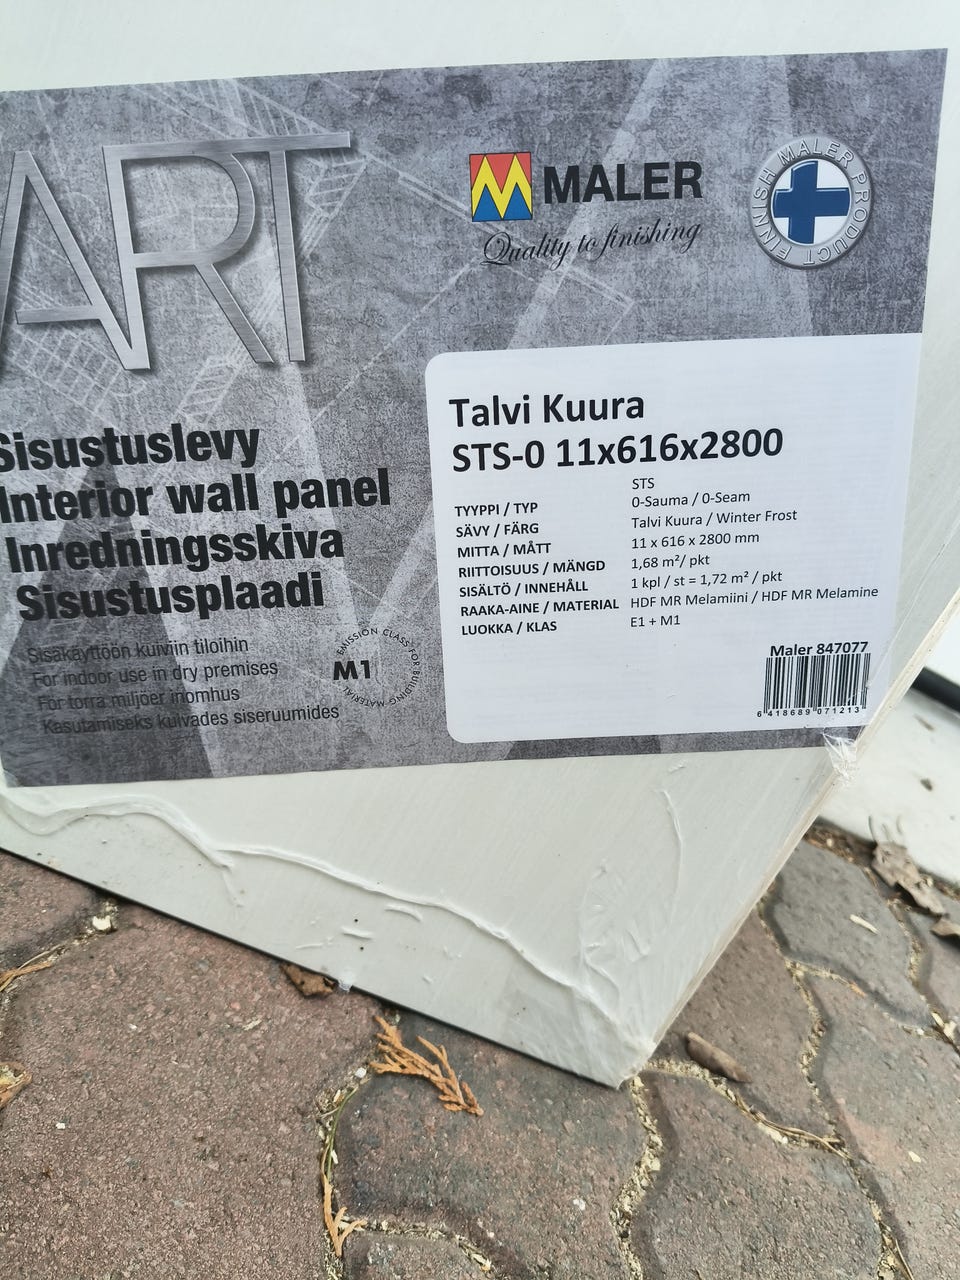 ART
MALER
Quality to finishing
FINNISH MALER PRODUCT
Sisustuslevy
Interior wall panel
Inredningsskiva
Sisustusplaadi
Sisäkäyttöön kuiviin tiloihin
For indoor use in dry premises
För torra miljöer inomhus
Kasutamiseks kuivades siseruumides
M1
EMISSION CLASS FOR BUILDING MATERIAL
Talvi Kuura
STS-0 11x616x2800
STS
TYYPPI / TYP 0-Sauma / 0-Seam
SÄVY / FÄRG Talvi Kuura / Winter Frost
MITTA / MÅTT 11 x 616 x 2800 mm
RIITTOISUUS / MÄNGD 1,68 m²/ pkt
SISÄLTÖ / INNEHÅLL 1 kpl / st = 1,72 m² / pkt
RAAKA-AINE / MATERIAL HDF MR Melamiini / HDF MR Melamine
LUOKKA / KLAS E1 + M1
Maler 847077
6 418689 071213